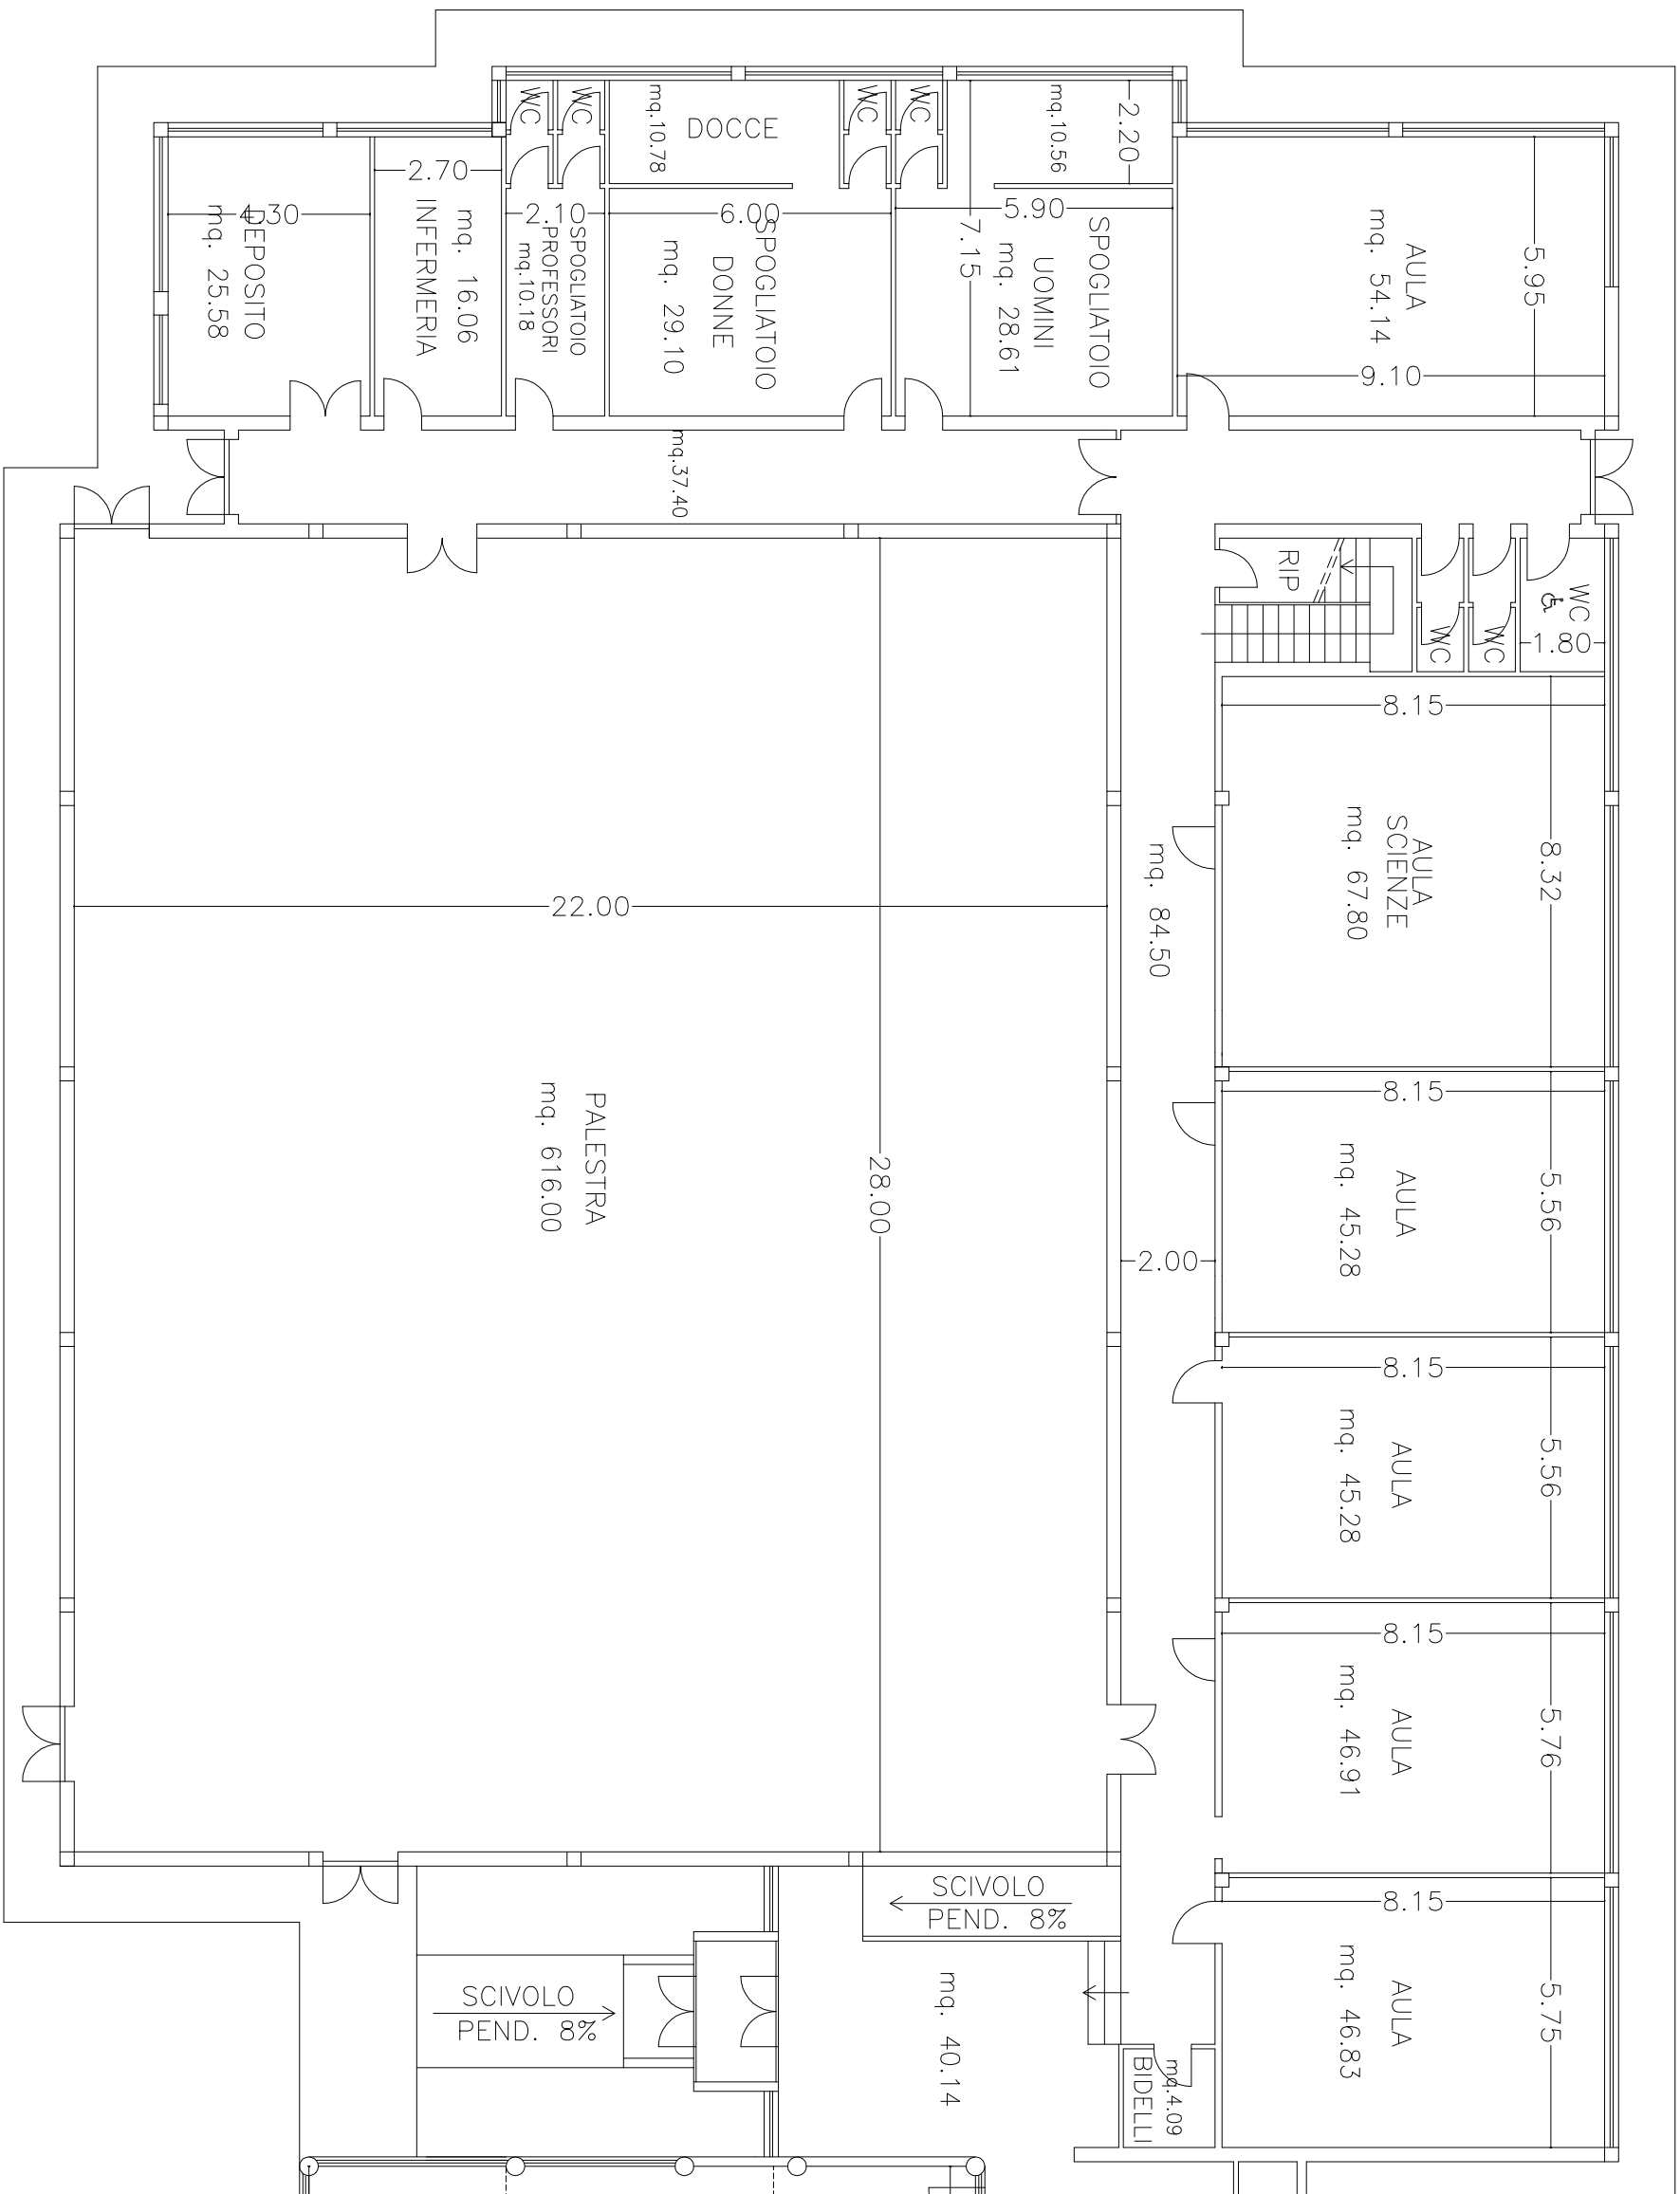 WC
WC
mq.10.78
DOCCE
WC
WC
mq.10.56
2.20
2.70
4.30
DEPOSITO
mq. 25.58
INFERMERIA
mq. 16.06
2.10
SPOGLIATOIO
PROFESSORI
mq.10.18
6.00
SPOGLIATOIO
DONNE
mq. 29.10
5.90
7.15
SPOGLIATOIO
UOMINI
mq. 28.61
AULA
mq. 54.14
5.95
9.10
mq.37.40
RIP
WC
WC
WC
1.80
8.15
AULA
SCIENZE
mq. 67.80
8.32
mq. 84.50
22.00
28.00
PALESTRA
mq. 616.00
2.00
8.15
AULA
mq. 45.28
5.56
8.15
AULA
mq. 45.28
5.56
8.15
AULA
mq. 46.91
5.76
8.15
AULA
mq. 46.83
5.75
SCIVOLO
PEND. 8%
SCIVOLO
PEND. 8%
mq. 40.14
mq.4.09
BIDELLI